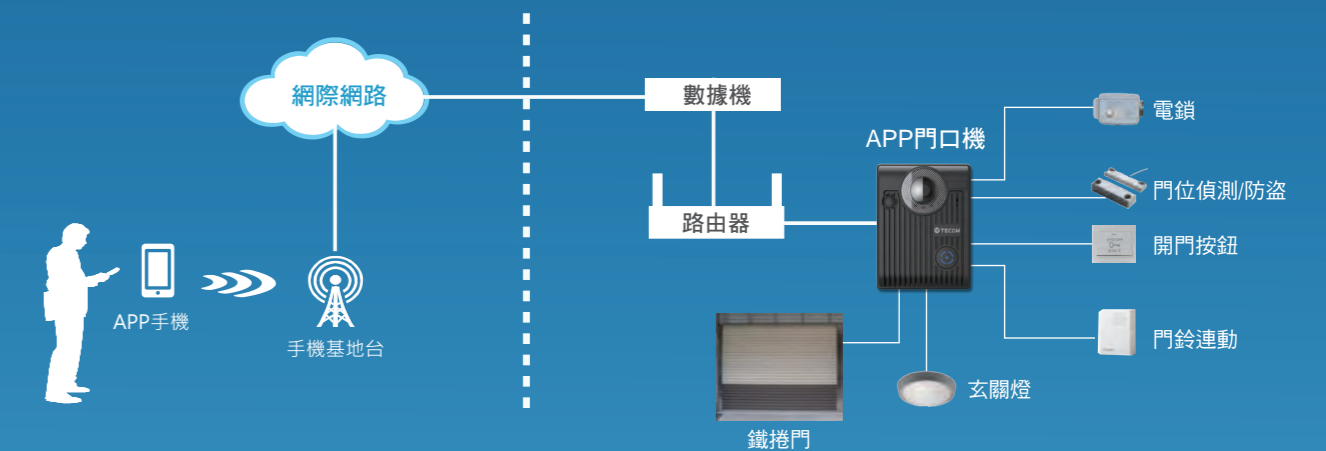 網際網路
數據機
APP門口機
電鎖
門位偵測/防盜
路由器
TECOM
開門按鈕
APP手機
手機基地台
門鈴連動
玄關燈
鐵捲門